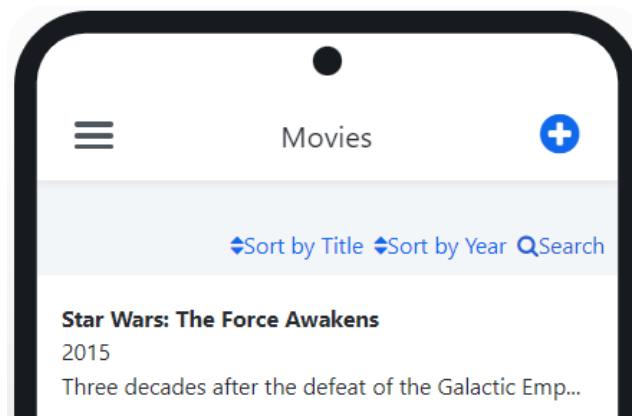 Movies
Sort by Title Sort by Year Search
Star Wars: The Force Awakens
2015
Three decades after the defeat of the Galactic Emp...